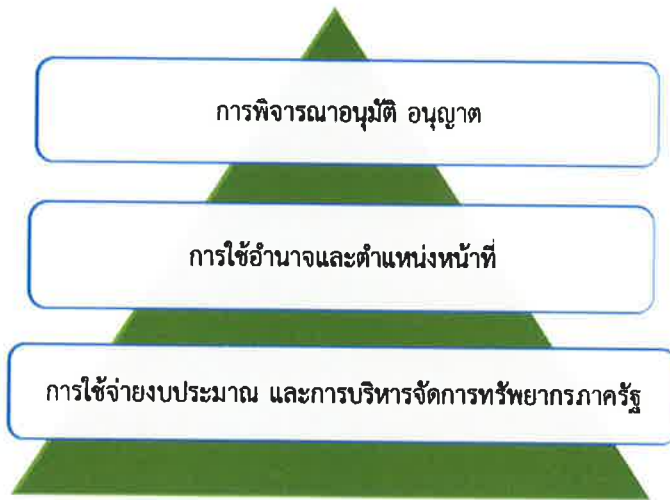 การพิจารณาอนุมัติ อนุญาต
การใช้อำนาจและตำแหน่งหน้าที่
การใช้จ่ายงบประมาณ และการบริหารจัดการทรัพยากรภาครัฐ